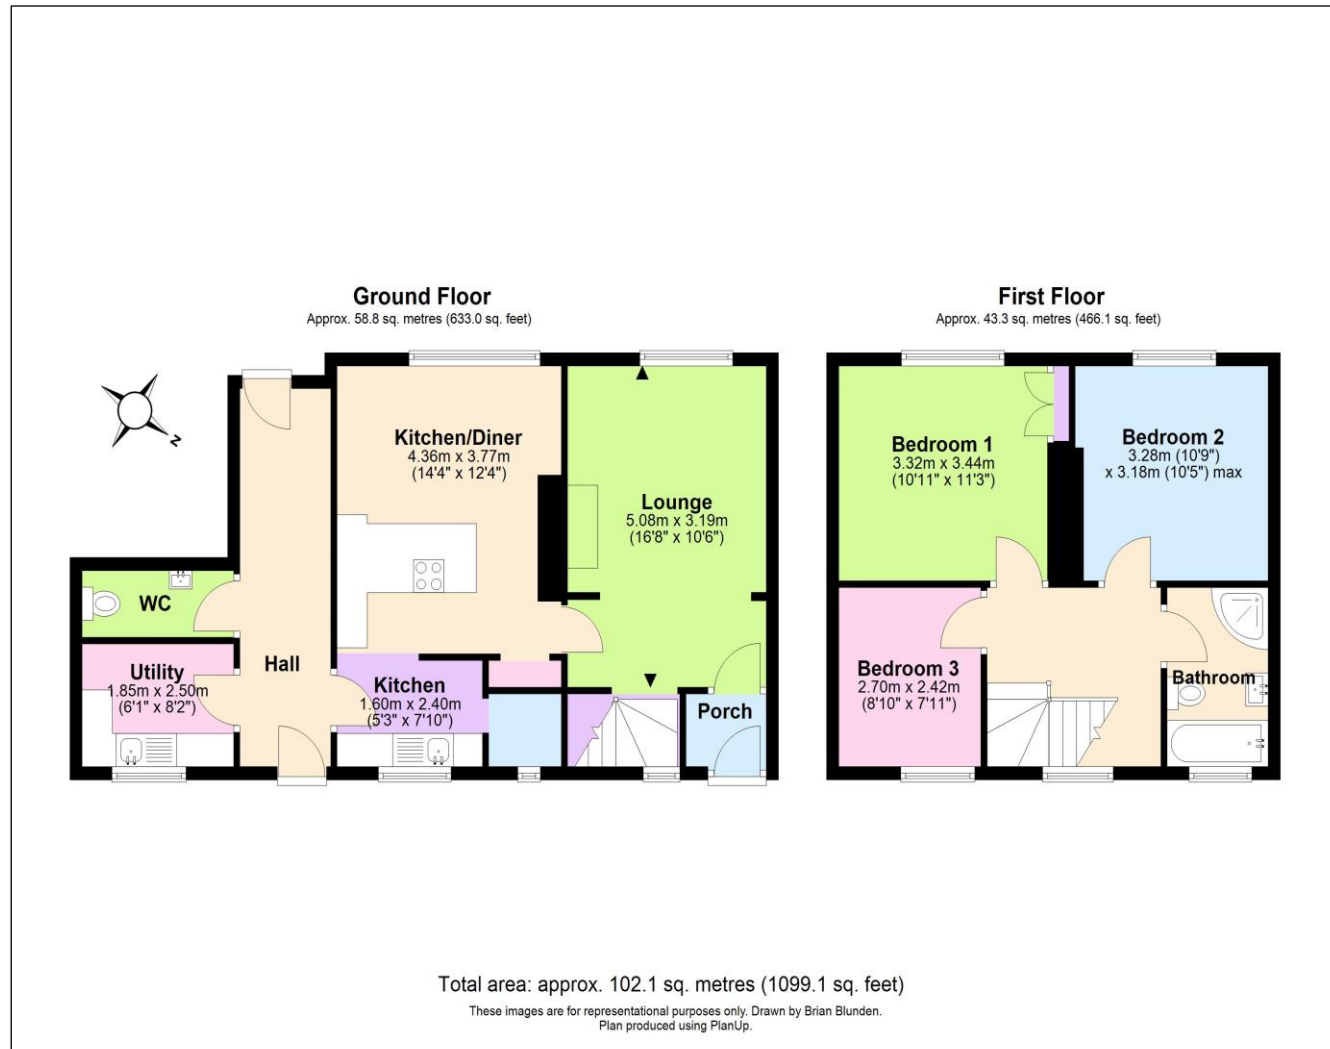 Ground Floor
Approx. 58.8 sq. metres (633.0 sq. feet)
First Floor
Approx. 43.3 sq. metres (466.1 sq. feet)
N
Kitchen/Diner
4.36m x 3.77m
(14'4" x 12'4")
Lounge
5.08m x 3.19m
(16'8" x 10'6")
WC
Utility
1.85m x 2.50m
(6'1" x 8'2")
Hall
Kitchen
1.60m x 2.40m
(5'3" x 7'10")
Porch
Bedroom 1
3.32m x 3.44m
(10'11" x 11'3")
Bedroom 2
3.28m (10'9")
x 3.18m (10'5") max
Bedroom 3
2.70m x 2.42m
(8'10" x 7'11")
Bathroom
Total area: approx. 102.1 sq. metres (1099.1 sq. feet)
These images are for representational purposes only. Drawn by Brian Blunden.
Plan produced using PlanUp.